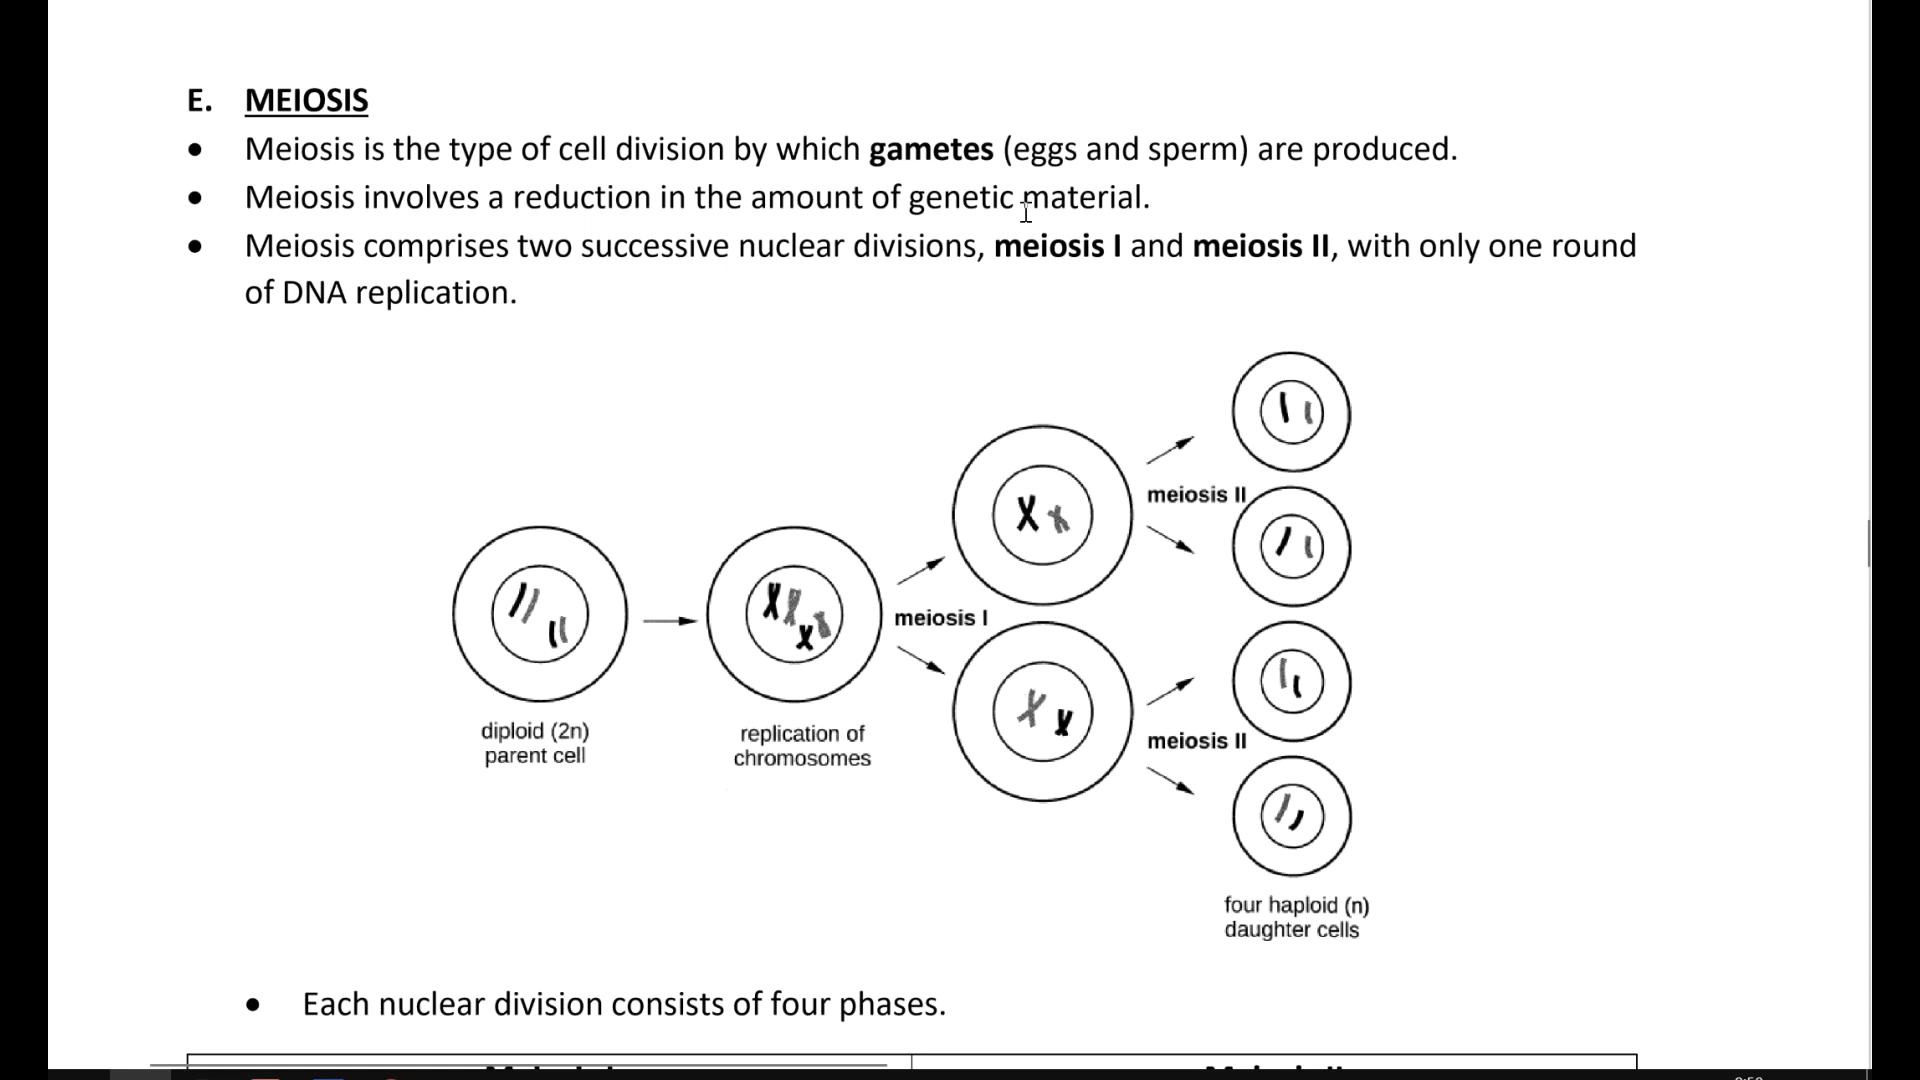 E. MEIOSIS
• Meiosis is the type of cell division by which gametes (eggs and sperm) are produced.
• Meiosis involves a reduction in the amount of genetic material.
• Meiosis comprises two successive nuclear divisions, meiosis I and meiosis II, with only one round
of DNA replication.
meiosis II
meiosis I
diploid (2n)
parent cell
replication of
chromosomes
meiosis II
four haploid (n)
daughter cells
• Each nuclear division consists of four phases.